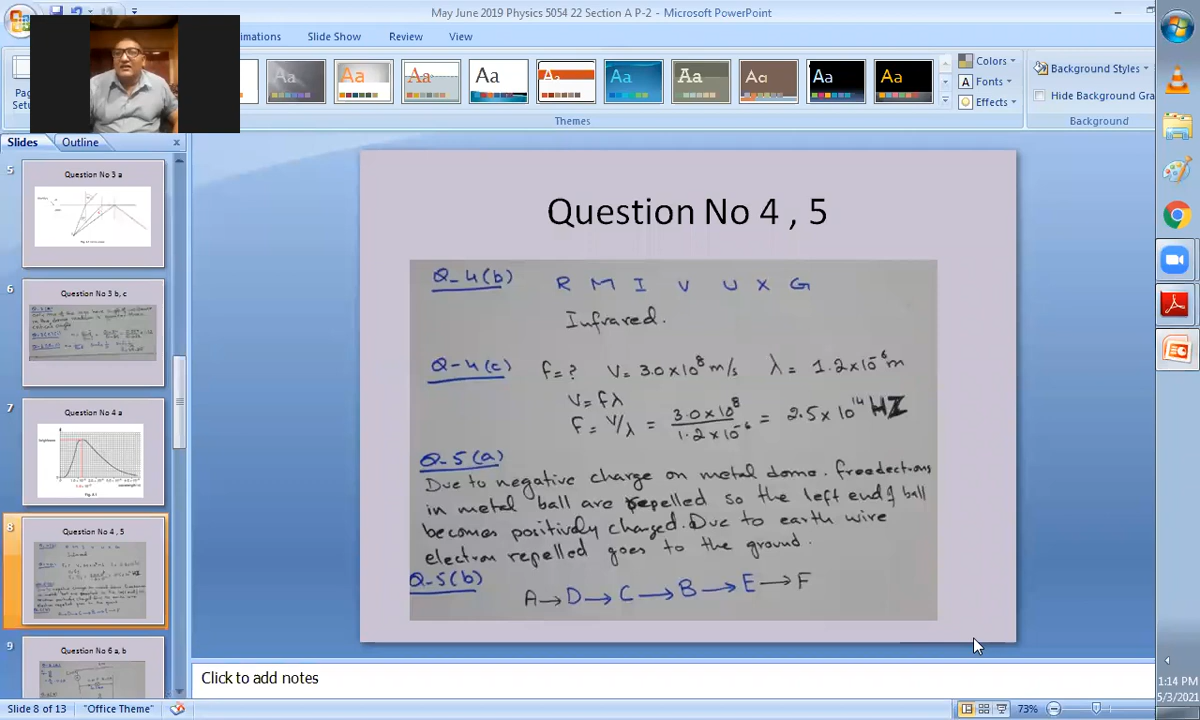 May June 2019 Physics 5054 22 Section A P-2 - Microsoft PowerPoint
imations Slide Show Review View
Colors
Fonts
Effects
Background Styles
Hide Background Gra
Themes
Background
Slides Outline
5
Question No 3 a
6
Question No 3 b, c
7
Question No 4 a
8
Question No 4 , 5
9
Question No 6 a, b
Question No 4 , 5
Q-4(b) R M I V U X G
Infrared.
Q-4(c) f=? V= 3.0×10⁸ m/s λ = 1.2×10⁻⁶m
V= fλ
f= V/λ = 3.0×10⁸ / 1.2×10⁻⁶ = 2.5×10¹⁴ HZ
Q-5(a)
Due to negative charge on metal dome. free electrons
in metal ball are repelled so the left end of ball
becomes positively charged. Due to earth wire
electron repelled goes to the ground.
Q-5(b)
A→D→C→B→E→F
Click to add notes
Slide 8 of 13 "Office Theme" 73%
1:14 PM
5/3/2021